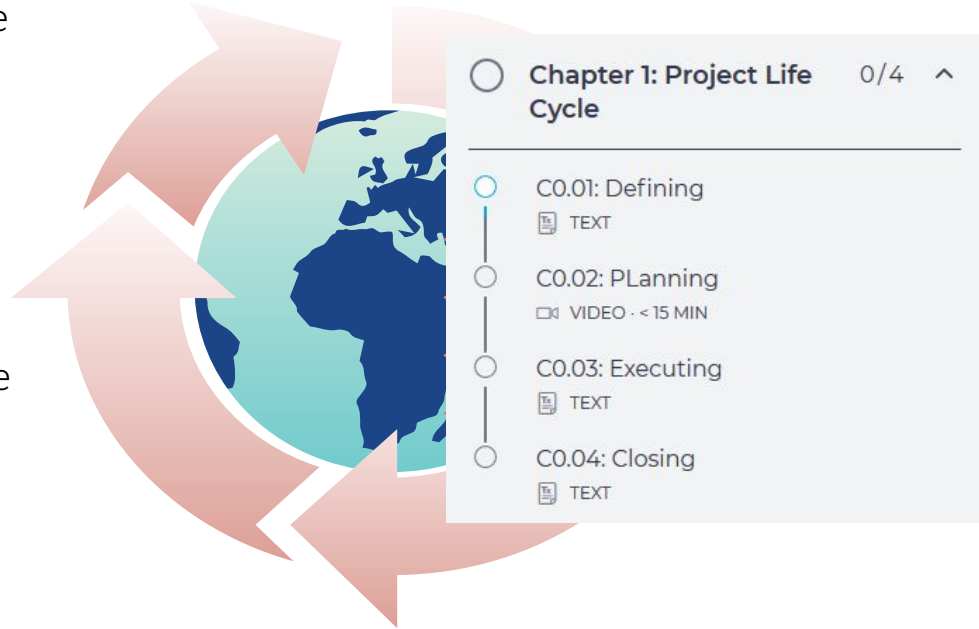 e
Chapter 1: Project Life 0/4
Cycle
C0.01: Defining
TEXT
C0.02: PLanning
VIDEO · < 15 MIN
e
C0.03: Executing
TEXT
C0.04: Closing
TEXT